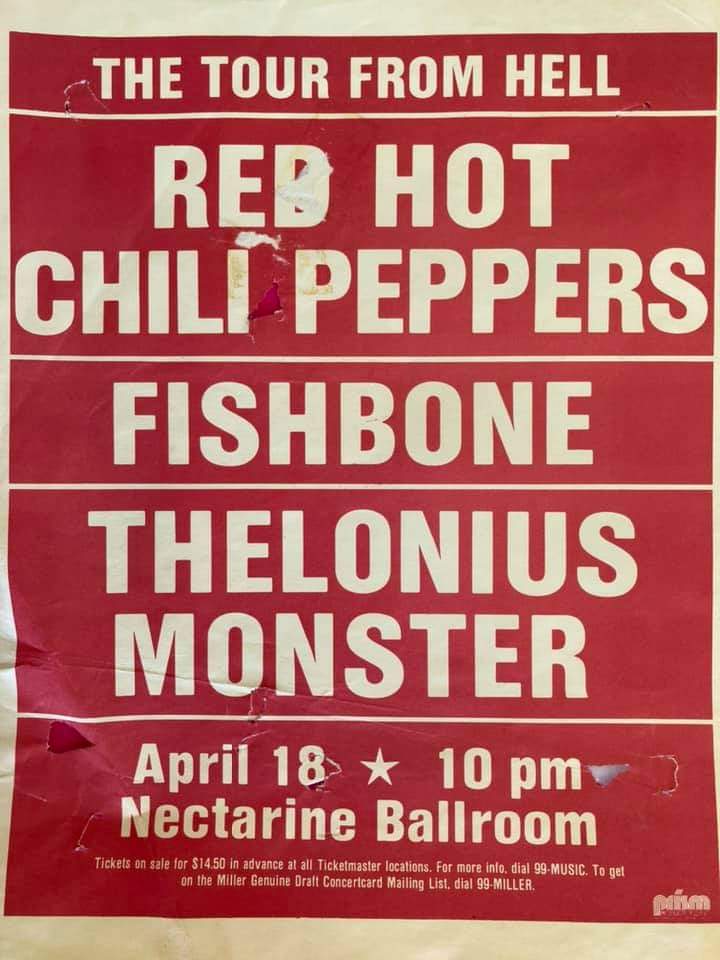 THE TOUR FROM HELL
RED HOT
CHILI PEPPERS
FISHBONE
THELONIUS
MONSTER
April 18 ★ 10 pm
Nectarine Ballroom
Tickets on sale for $14.50 in advance at all Ticketmaster locations. For more info. dial 99-MUSIC. To get
on the Miller Genuine Draft Concertcard Mailing List, dial 99-MILLER.